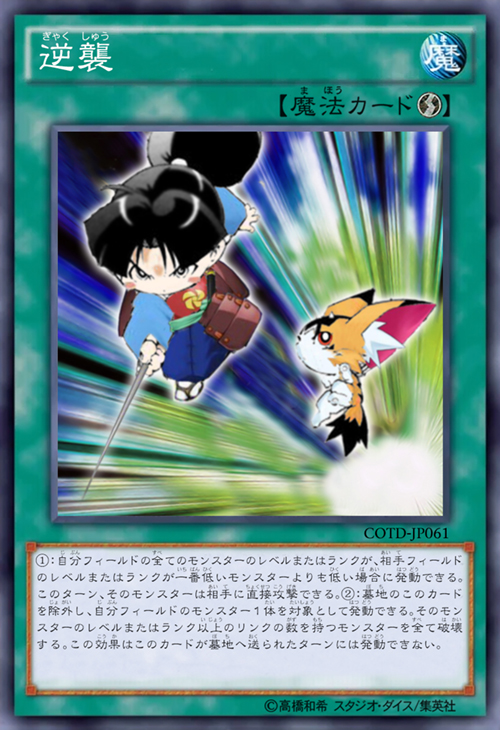 ぎゃく しゅう
逆襲
魔
ま ほう
【魔法カード】
COTD-JP061
①：自分フィールドの全てのモンスターのレベルまたはランクが、相手フィールド
のレベルまたはランクが一番低いモンスターよりも低い場合に発動できる。
このターン、そのモンスターは相手に直接攻撃できる。②：墓地のこのカード
を除外し、自分フィールドのモンスター１体を対象として発動できる。そのモン
スターのレベルまたはランク以上のリンクの数を持つモンスターを全て破壊
する。この効果はこのカードが墓地へ送られたターンには発動できない。
©高橋和希 スタジオ・ダイス/集英社